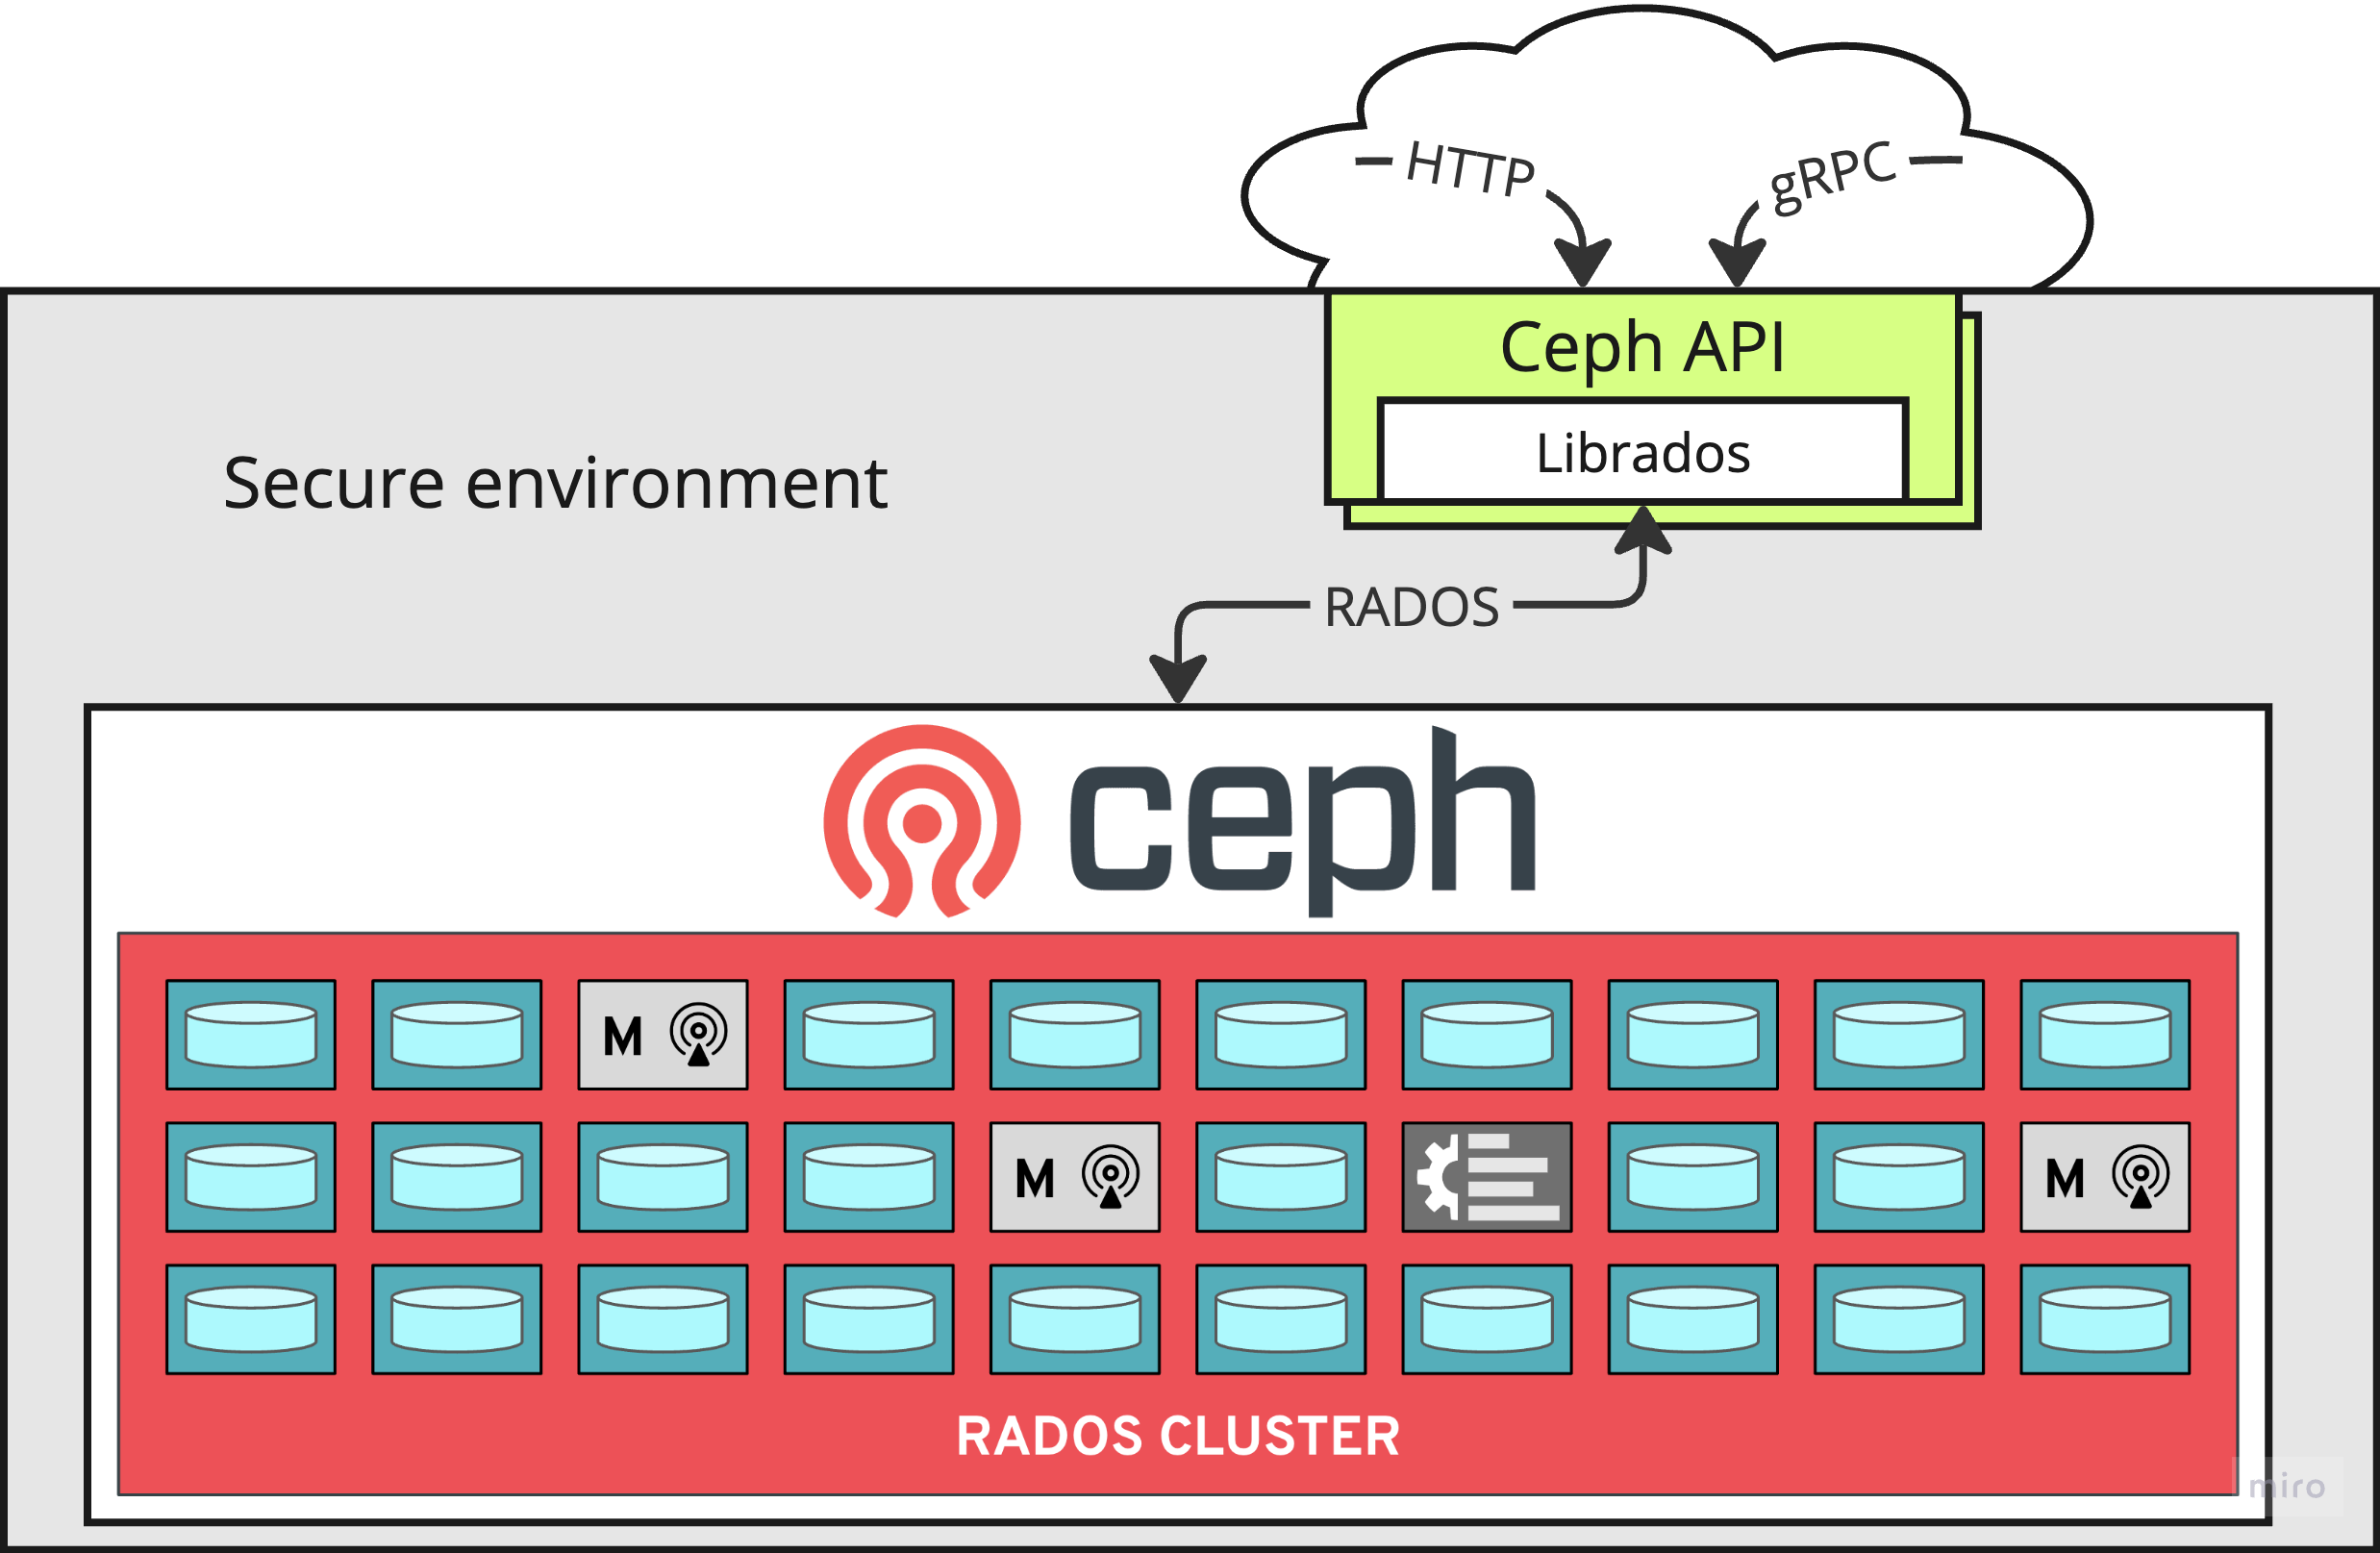 HTTP
gRPC
Ceph API
Librados
Secure environment
RADOS
ceph
M
M
M
RADOS CLUSTER
miro